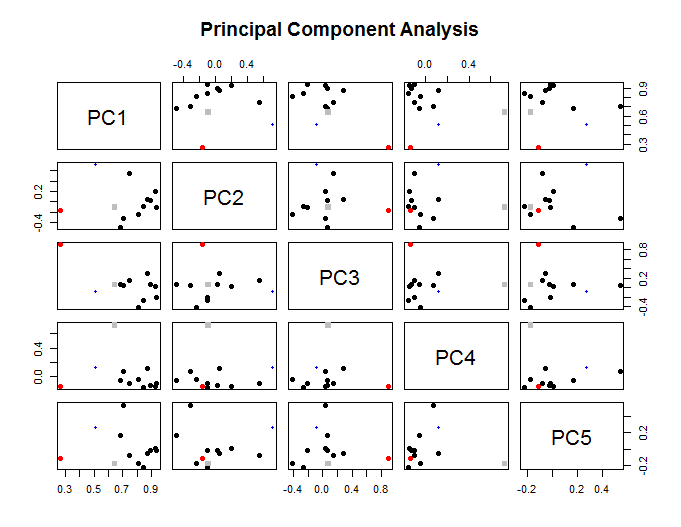 Principal Component Analysis
-0.4 0.0 0.4
0.0 0.4
PC1
0.3 0.6 0.9
-0.4 0.2
PC2
PC3
-0.4 0.2 0.8
0.0 0.4
PC4
PC5
-0.2 0.2
0.3 0.5 0.7 0.9
-0.4 0.0 0.4 0.8
-0.2 0.2 0.4